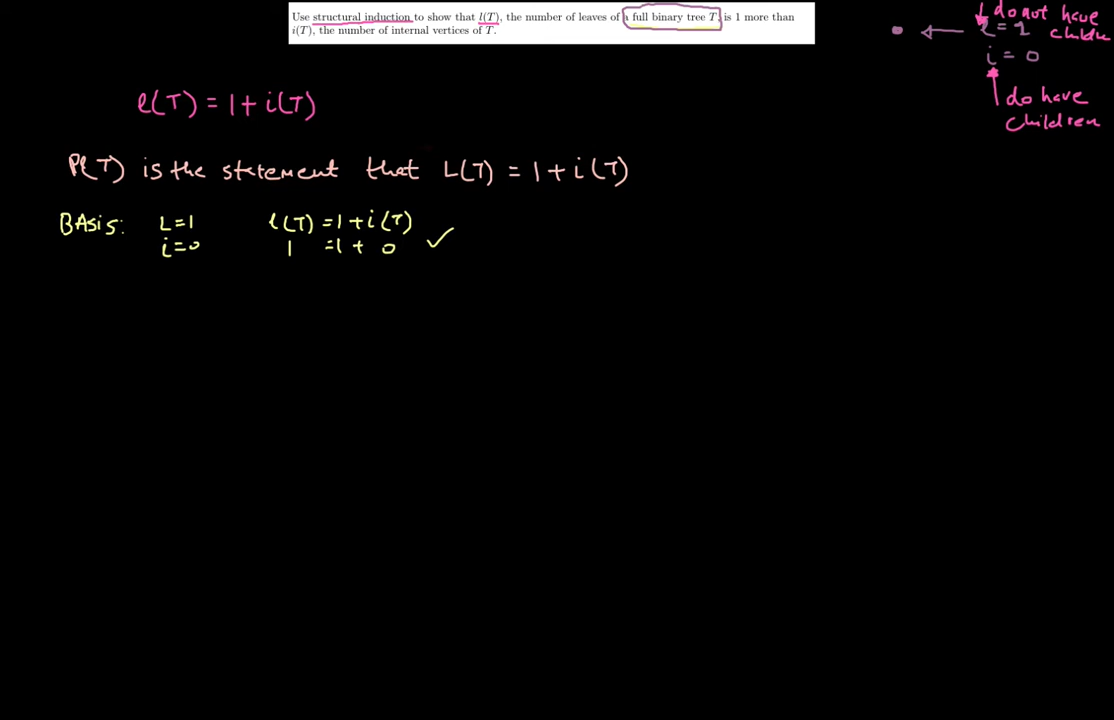 Use structural induction to show that l(T), the number of leaves of a full binary tree T, is 1 more than
i(T), the number of internal vertices of T.
do not have
children
l = 1
i = 0
do have
children
l(T) = 1 + i(T)
P(T) is the statement that L(T) = 1 + i(T)
BAsis: L=1 l(T) = 1 + i(T)
i=0 1 = 1 + 0 ✓